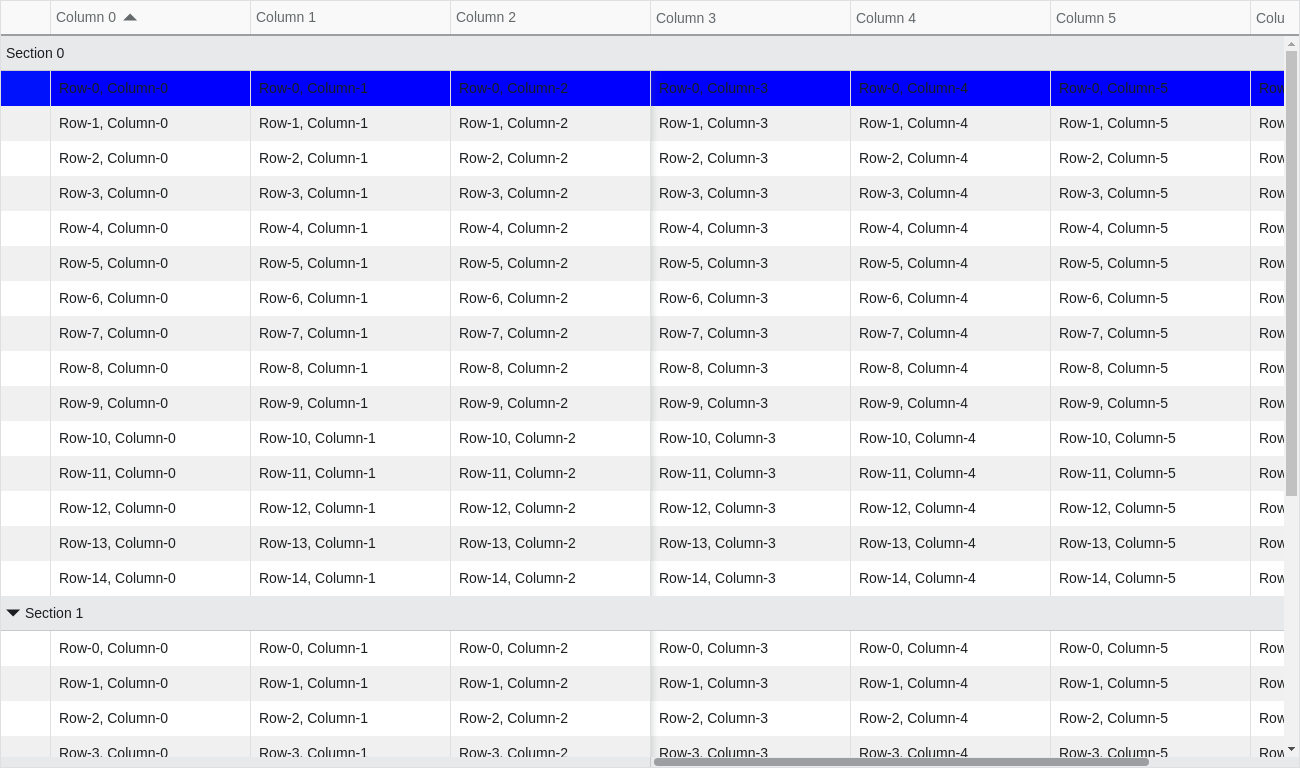 Column 0 Column 1 Column 2 Column 3 Column 4 Column 5 Colu
Section 0
Row-0, Column-0 Row-0, Column-1 Row-0, Column-2 Row-0, Column-3 Row-0, Column-4 Row-0, Column-5 Row
Row-1, Column-0 Row-1, Column-1 Row-1, Column-2 Row-1, Column-3 Row-1, Column-4 Row-1, Column-5 Row
Row-2, Column-0 Row-2, Column-1 Row-2, Column-2 Row-2, Column-3 Row-2, Column-4 Row-2, Column-5 Row
Row-3, Column-0 Row-3, Column-1 Row-3, Column-2 Row-3, Column-3 Row-3, Column-4 Row-3, Column-5 Row
Row-4, Column-0 Row-4, Column-1 Row-4, Column-2 Row-4, Column-3 Row-4, Column-4 Row-4, Column-5 Row
Row-5, Column-0 Row-5, Column-1 Row-5, Column-2 Row-5, Column-3 Row-5, Column-4 Row-5, Column-5 Row
Row-6, Column-0 Row-6, Column-1 Row-6, Column-2 Row-6, Column-3 Row-6, Column-4 Row-6, Column-5 Row
Row-7, Column-0 Row-7, Column-1 Row-7, Column-2 Row-7, Column-3 Row-7, Column-4 Row-7, Column-5 Row
Row-8, Column-0 Row-8, Column-1 Row-8, Column-2 Row-8, Column-3 Row-8, Column-4 Row-8, Column-5 Row
Row-9, Column-0 Row-9, Column-1 Row-9, Column-2 Row-9, Column-3 Row-9, Column-4 Row-9, Column-5 Row
Row-10, Column-0 Row-10, Column-1 Row-10, Column-2 Row-10, Column-3 Row-10, Column-4 Row-10, Column-5 Row
Row-11, Column-0 Row-11, Column-1 Row-11, Column-2 Row-11, Column-3 Row-11, Column-4 Row-11, Column-5 Row
Row-12, Column-0 Row-12, Column-1 Row-12, Column-2 Row-12, Column-3 Row-12, Column-4 Row-12, Column-5 Row
Row-13, Column-0 Row-13, Column-1 Row-13, Column-2 Row-13, Column-3 Row-13, Column-4 Row-13, Column-5 Row
Row-14, Column-0 Row-14, Column-1 Row-14, Column-2 Row-14, Column-3 Row-14, Column-4 Row-14, Column-5 Row
Section 1
Row-0, Column-0 Row-0, Column-1 Row-0, Column-2 Row-0, Column-3 Row-0, Column-4 Row-0, Column-5 Row
Row-1, Column-0 Row-1, Column-1 Row-1, Column-2 Row-1, Column-3 Row-1, Column-4 Row-1, Column-5 Row
Row-2, Column-0 Row-2, Column-1 Row-2, Column-2 Row-2, Column-3 Row-2, Column-4 Row-2, Column-5 Row
Row-3, Column-0 Row-3, Column-1 Row-3, Column-2 Row-3, Column-3 Row-3, Column-4 Row-3, Column-5 Row